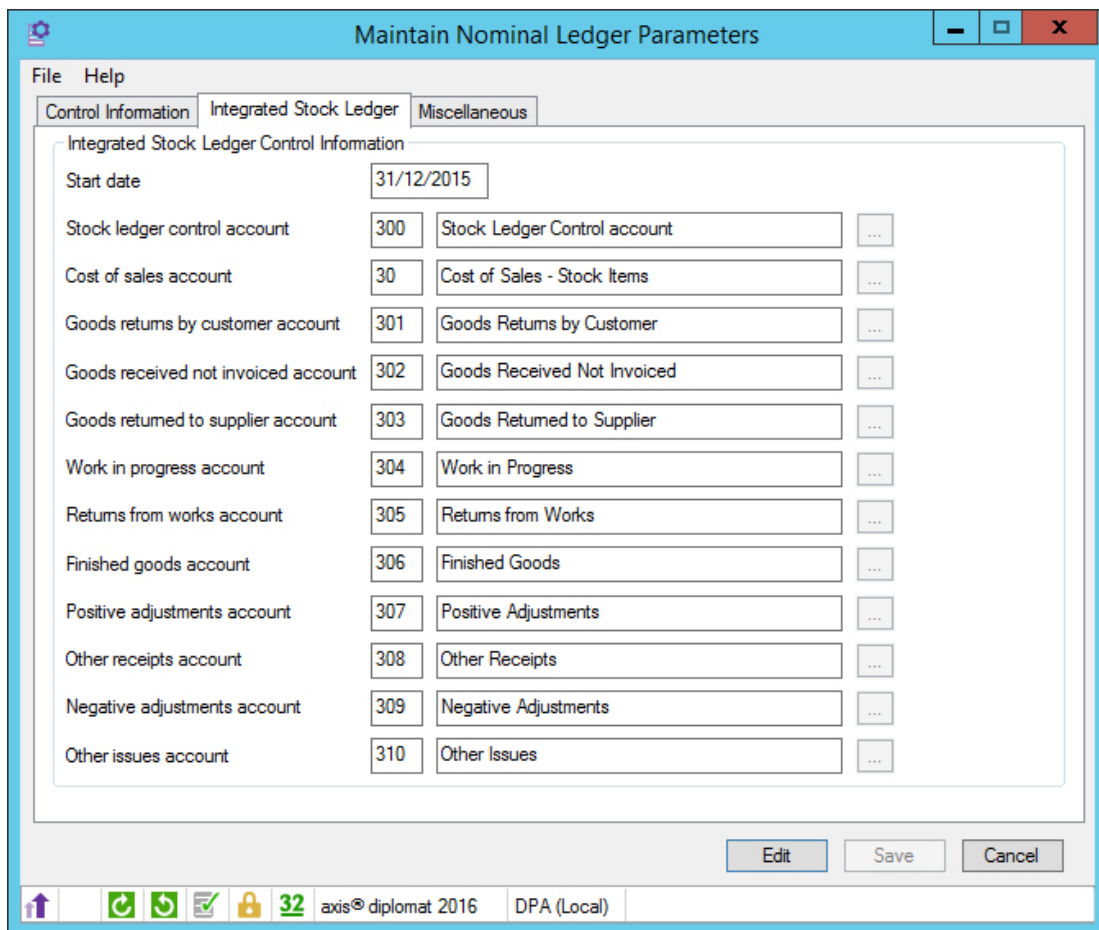 Maintain Nominal Ledger Parameters
File Help
Control Information Integrated Stock Ledger Miscellaneous
Integrated Stock Ledger Control Information
Start date 31/12/2015
Stock ledger control account 300 Stock Ledger Control account ...
Cost of sales account 30 Cost of Sales - Stock Items ...
Goods returns by customer account 301 Goods Returns by Customer ...
Goods received not invoiced account 302 Goods Received Not Invoiced ...
Goods returned to supplier account 303 Goods Returned to Supplier ...
Work in progress account 304 Work in Progress ...
Returns from works account 305 Returns from Works ...
Finished goods account 306 Finished Goods ...
Positive adjustments account 307 Positive Adjustments ...
Other receipts account 308 Other Receipts ...
Negative adjustments account 309 Negative Adjustments ...
Other issues account 310 Other Issues ...
Edit Save Cancel
32 axis® diplomat 2016 DPA (Local)